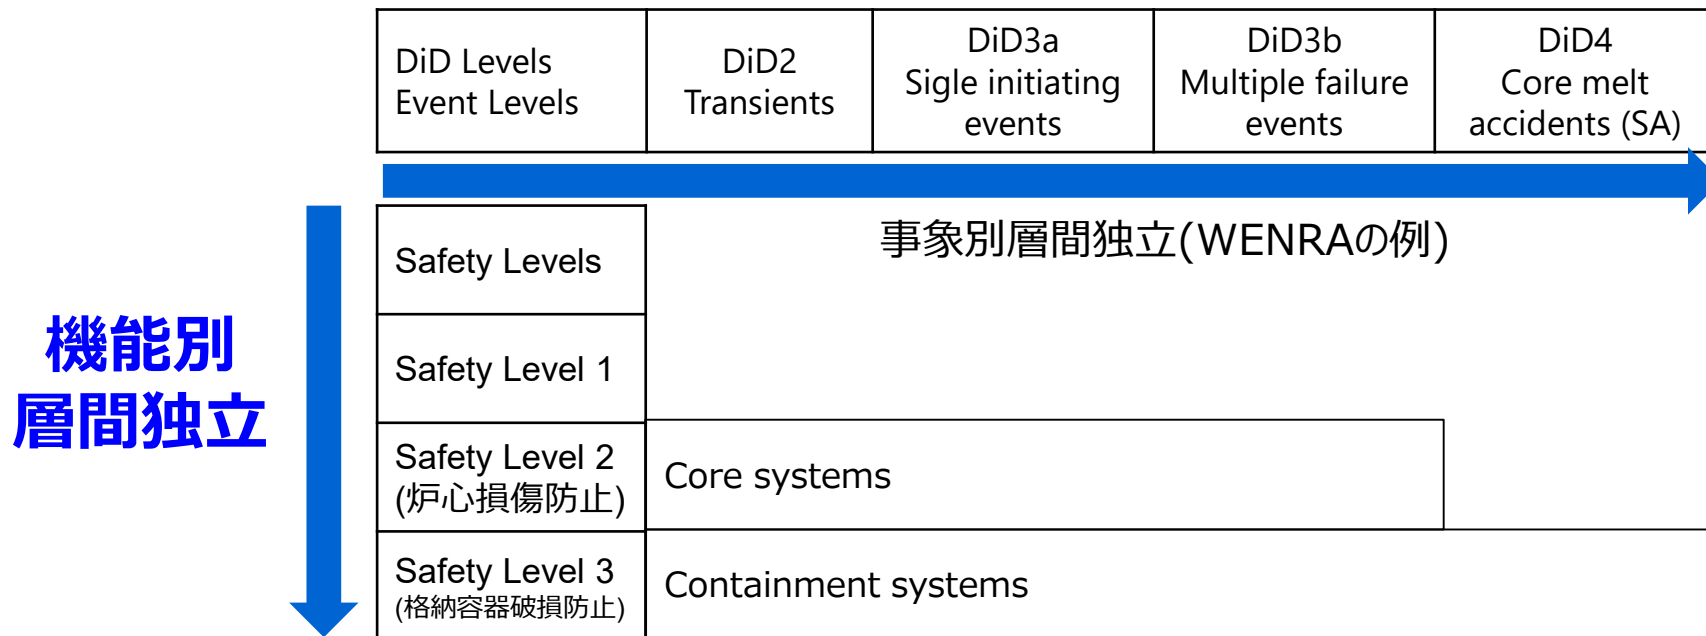 DiD Levels
Event Levels
DiD2
Transients
DiD3a
Sigle initiating
events
DiD3b
Multiple failure
events
DiD4
Core melt
accidents (SA)
事象別層間独立(WENRAの例)
機能別
層間独立
Safety Levels
Safety Level 1
Safety Level 2
(炉心損傷防止)
Core systems
Safety Level 3
(格納容器破損防止)
Containment systems